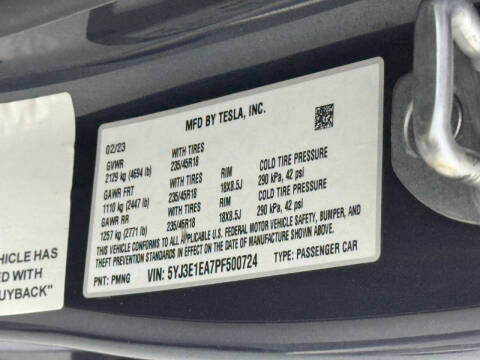 MFD BY TESLA, INC.
02/23
GVWR WITH TIRES
2129 kg (4694 lb) 235/45R18 RIM COLD TIRE PRESSURE
GAWR FRT WITH TIRES 18X8.5J 290 kPa, 42 psi
1110 kg (2447 lb) 235/45R18 RIM COLD TIRE PRESSURE
GAWR RR WITH TIRES 18X8.5J 290 kPa, 42 psi
1257 kg (2771 lb) 235/45R18
THIS VEHICLE CONFORMS TO ALL APPLICABLE U.S. FEDERAL MOTOR VEHICLE SAFETY, BUMPER, AND
THEFT PREVENTION STANDARDS IN EFFECT ON THE DATE OF MANUFACTURE SHOWN ABOVE.
PNT: PMNG VIN: 5YJ3E1EA7PF500724 TYPE: PASSENGER CAR
VEHICLE HAS
ED WITH
UYBACK"